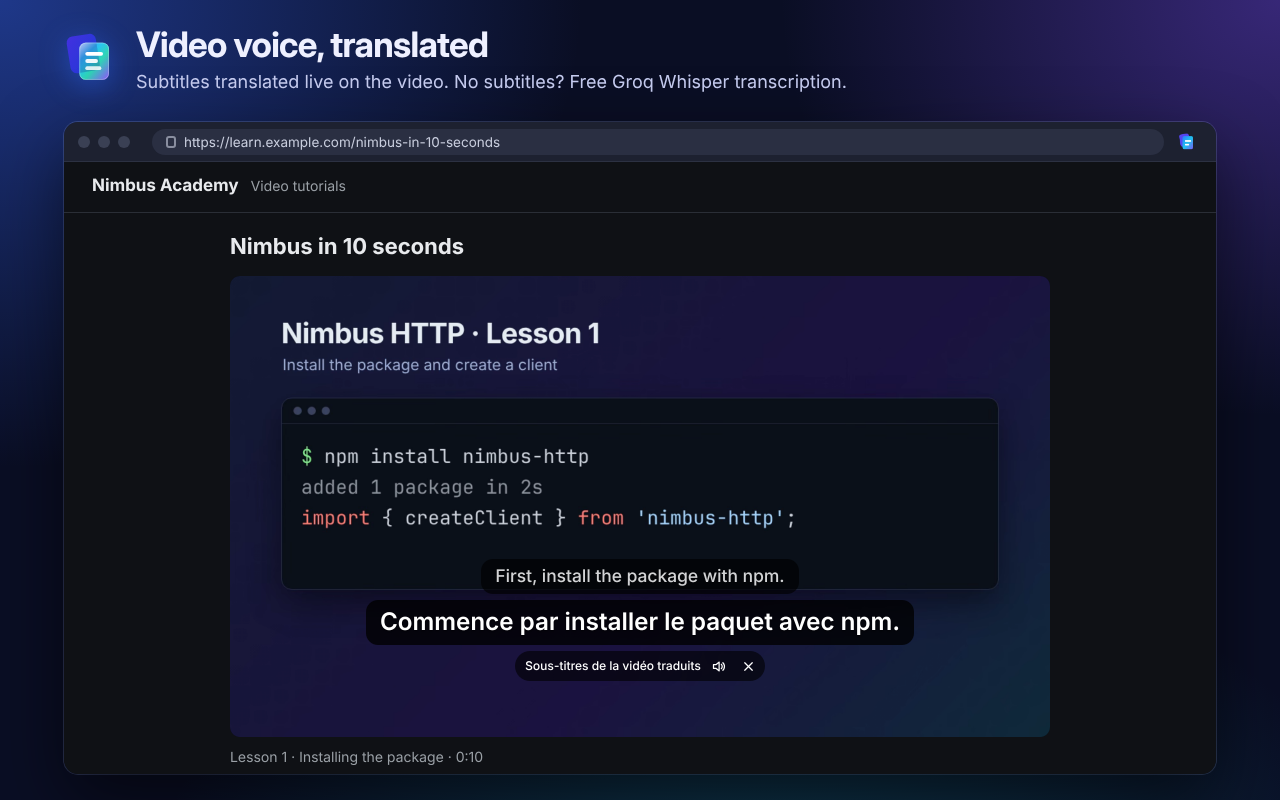 Video voice, translated
Subtitles translated live on the video. No subtitles? Free Groq Whisper transcription.
https://learn.example.com/nimbus-in-10-seconds
Nimbus Academy Video tutorials
Nimbus in 10 seconds
Nimbus HTTP · Lesson 1
Install the package and create a client
$ npm install nimbus-http
added 1 package in 2s
import { createClient } from 'nimbus-http';
First, install the package with npm.
Commence par installer le paquet avec npm.
Sous-titres de la vidéo traduits
Lesson 1 · Installing the package · 0:10